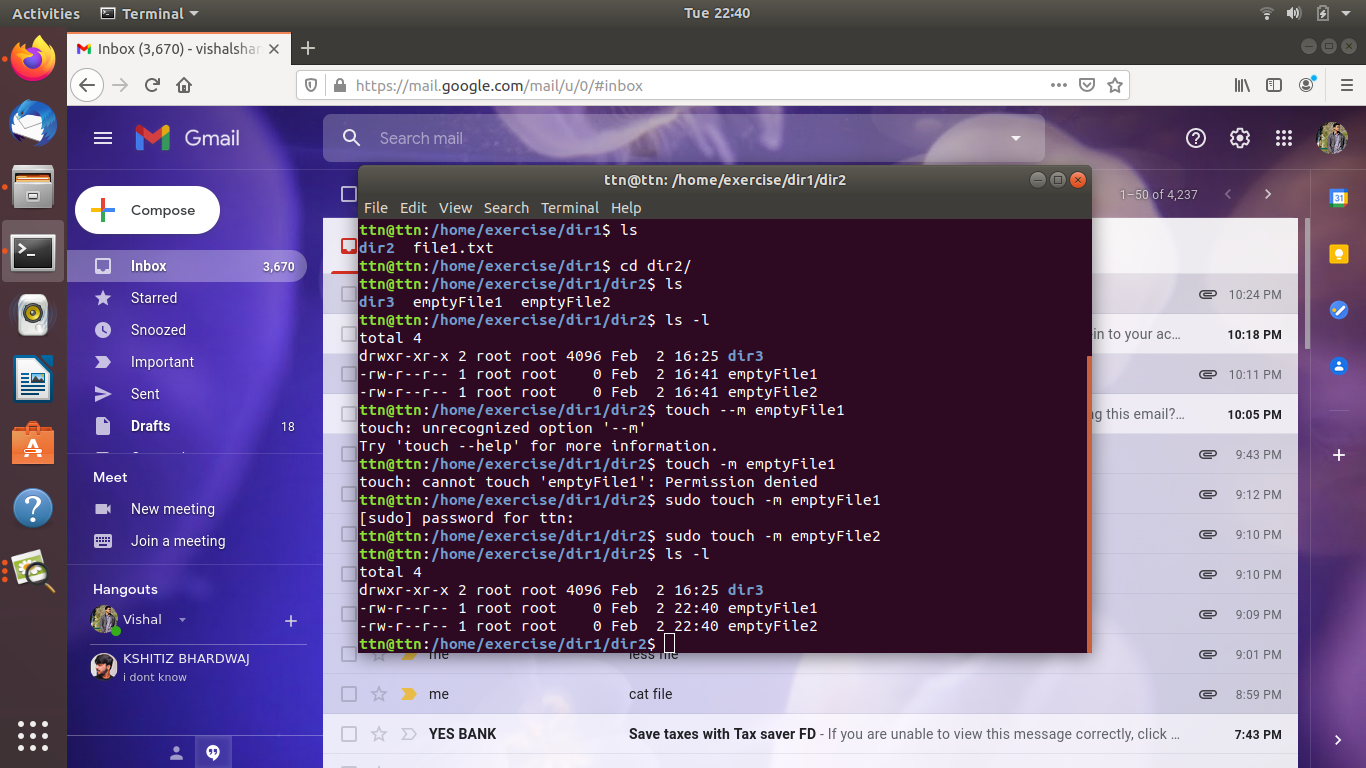 Activities Terminal Tue 22:40
Inbox (3,670) - vishalshar
https://mail.google.com/mail/u/0/#inbox
Gmail
Search mail
Compose
1–50 of 4,237
Inbox 3,670
Starred
Snoozed
Important
Sent
Drafts 18
Meet
New meeting
Join a meeting
Hangouts
Vishal
KSHITIZ BHARDWAJ
i dont know
31
ttn@ttn: /home/exercise/dir1/dir2
File Edit View Search Terminal Help
ttn@ttn:/home/exercise/dir1$ ls
dir2  file1.txt
ttn@ttn:/home/exercise/dir1$ cd dir2/
ttn@ttn:/home/exercise/dir1/dir2$ ls
dir3  emptyFile1  emptyFile2
ttn@ttn:/home/exercise/dir1/dir2$ ls -l
total 4
drwxr-xr-x 2 root root 4096 Feb  2 16:25 dir3
-rw-r--r-- 1 root root    0 Feb  2 16:41 emptyFile1
-rw-r--r-- 1 root root    0 Feb  2 16:41 emptyFile2
ttn@ttn:/home/exercise/dir1/dir2$ touch --m emptyFile1
touch: unrecognized option '--m'
Try 'touch --help' for more information.
ttn@ttn:/home/exercise/dir1/dir2$ touch -m emptyFile1
touch: cannot touch 'emptyFile1': Permission denied
ttn@ttn:/home/exercise/dir1/dir2$ sudo touch -m emptyFile1
[sudo] password for ttn:
ttn@ttn:/home/exercise/dir1/dir2$ sudo touch -m emptyFile2
ttn@ttn:/home/exercise/dir1/dir2$ ls -l
total 4
drwxr-xr-x 2 root root 4096 Feb  2 16:25 dir3
-rw-r--r-- 1 root root    0 Feb  2 22:40 emptyFile1
-rw-r--r-- 1 root root    0 Feb  2 22:40 emptyFile2
ttn@ttn:/home/exercise/dir1/dir2$
10:24 PM
in to your ac… 10:18 PM
10:11 PM
ng this email?… 10:05 PM
9:43 PM
9:12 PM
9:10 PM
9:10 PM
9:09 PM
me less file 9:01 PM
me cat file 8:59 PM
YES BANK Save taxes with Tax saver FD - If you are unable to view this message correctly, click … 7:43 PM